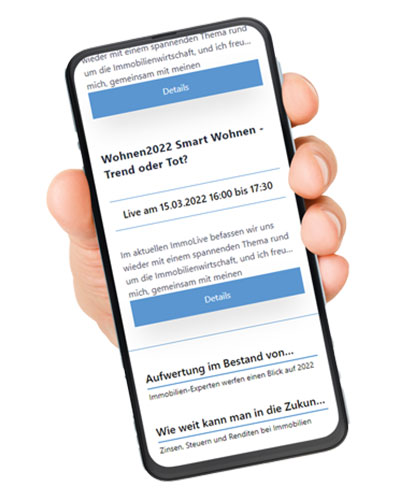 wieder mit einem spannenden Thema rund
um die Immobilienwirtschaft, und ich freu...
mich, gemeinsam mit meinen
Details
Wohnen2022 Smart Wohnen -
Trend oder Tot?
Live am 15.03.2022 16:00 bis 17:30
Im aktuellen ImmoLive befassen wir uns
wieder mit einem spannenden Thema rund
um die Immobilienwirtschaft, und ich freu...
mich, gemeinsam mit meinen
Details
Aufwertung im Bestand von...
Immobilien-Experten werfen einen Blick auf 2022
Wie weit kann man in die Zukun...
Zinsen, Steuern und Renditen bei Immobilien